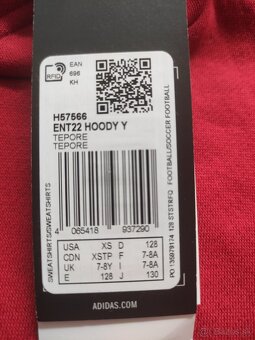 RFID
EAN
696
KH
H57566
ENT22 HOODY Y
TEPORE
TEPORE
SWEATSHIRTS/SWEATSHIRTS
FOOTBALL/SOCCER FOOTBALL
4 065418 937290
USA XS D 128
CDN XSTP F 7-8A
UK 7-8Y I 7-8A
E 128 J 130
ADIDAS.COM